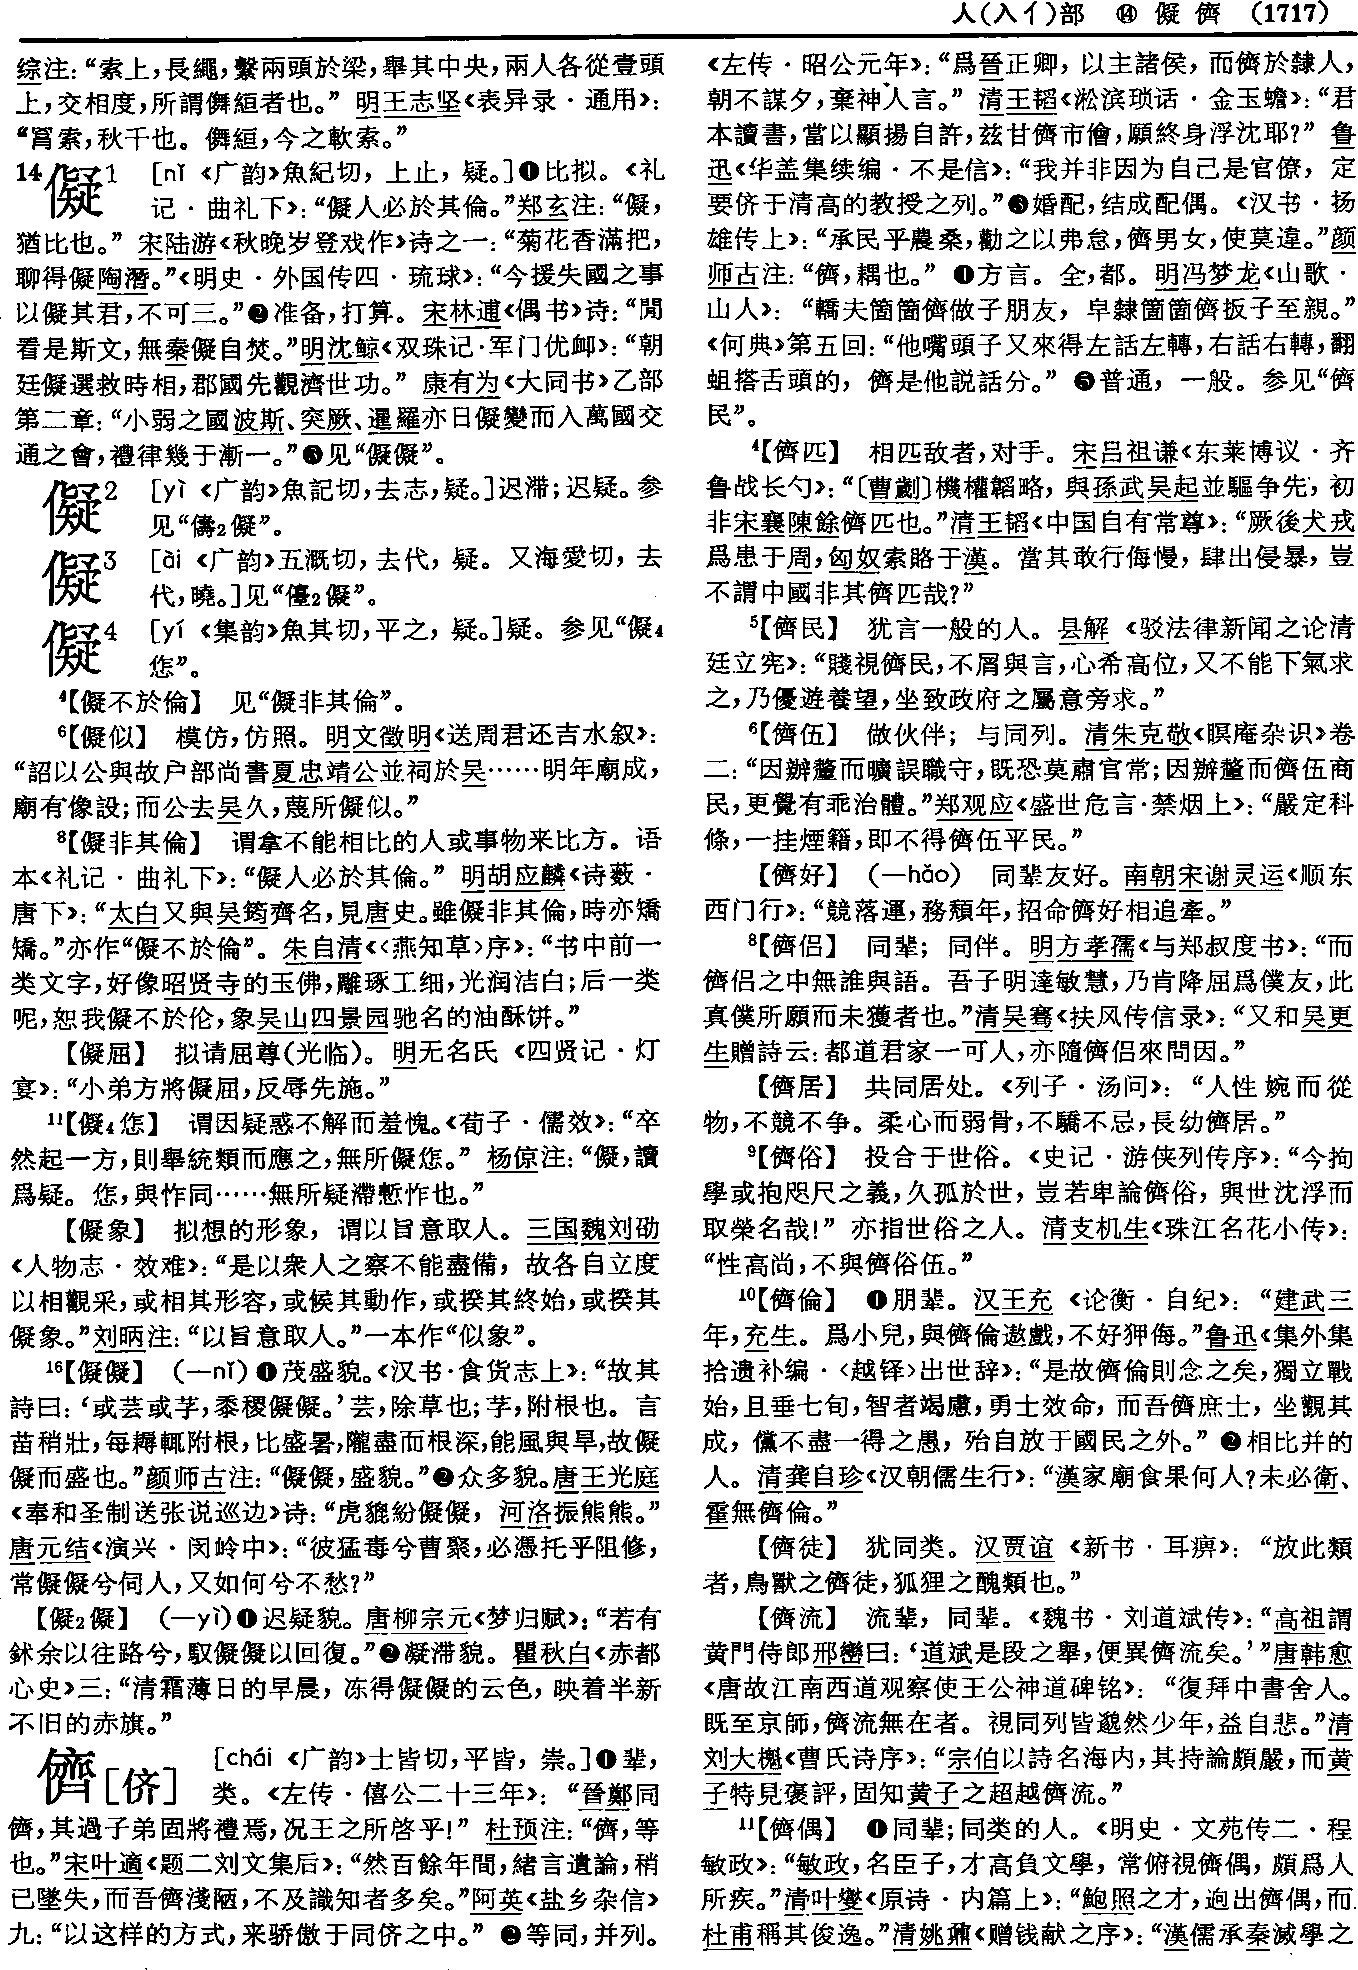 人(入亻)部　⓮ 儗 儕　(1717)
综注：“索上，長繩，繫兩頭於梁，舉其中央，兩人各從壹頭
上，交相度，所謂儛絙者也。” 明王志坚《表异录·通用》：
“罥索，秋千也。儛絙，今之軟索。”
14 儗1　[nǐ《广韵》魚紀切，上止，疑。]❶比拟。《礼
记·曲礼下》：“儗人必於其倫。”郑玄注：“儗，
猶比也。” 宋陆游《秋晚岁登戏作》诗之一：“菊花香滿把，
聊得儗陶潛。”《明史·外国传四·琉球》：“今援失國之事
以儗其君，不可三。”❷准备，打算。宋林逋《偶书》诗：“閒
看是斯文，無秦儗自焚。”明沈鲸《双珠记·军门优恤》：“朝
廷儗選救時相，郡國先觀濟世功。” 康有为《大同书》乙部
第二章：“小弱之國波斯、突厥、暹羅亦日儗變而入萬國交
通之會，禮律幾于漸一。”❸见“儗儗”。
儗2　[yì《广韵》魚記切，去志，疑。]迟滞；迟疑。参
见“儔2儗”。
儗3　[ài《广韵》五溉切，去代，疑。又海愛切，去
代，曉。]见“儓2儗”。
儗4　[yí《集韵》魚其切，平之，疑。]疑。参见“儗4
㤰”。
4【儗不於倫】　见“儗非其倫”。
6【儗似】　模仿，仿照。明文徵明《送周君还吉水叙》：
“詔以公與故户部尚書夏忠靖公並祠於吴……明年廟成，
廟有像設；而公去吴久，蔑所儗似。”
8【儗非其倫】　谓拿不能相比的人或事物来比方。语
本《礼记·曲礼下》：“儗人必於其倫。” 明胡应麟《诗薮·
唐下》：“太白又與吴筠齊名，見唐史。雖儗非其倫，時亦矯
矯。”亦作“儗不於倫”。朱自清《〈燕知草〉序》：“书中前一
类文字，好像昭贤寺的玉佛，雕琢工细，光润洁白；后一类
呢，恕我儗不於伦，象吴山四景园驰名的油酥饼。”
【儗屈】　拟请屈尊(光临)。明无名氏《四贤记·灯
宴》：“小弟方將儗屈，反辱先施。”
11【儗4㤰】　谓因疑惑不解而羞愧。《荀子·儒效》：“卒
然起一方，則舉統類而應之，無所儗㤰。” 杨倞注：“儗，讀
爲疑。㤰，與怍同……無所疑滯慙怍也。”
【儗象】　拟想的形象，谓以旨意取人。三国魏刘劭
《人物志·效难》：“是以衆人之察不能盡備，故各自立度
以相觀采，或相其形容，或候其動作，或揆其終始，或揆其
儗象。”刘昞注：“以旨意取人。”一本作“似象”。
16【儗儗】　(—nǐ)❶茂盛貌。《汉书·食货志上》：“故其
詩曰：‘或芸或芓，黍稷儗儗。’芸，除草也；芓，附根也。言
苗稍壯，每耨輒附根，比盛暑，隴盡而根深，能風與旱，故儗
儗而盛也。”颜师古注：“儗儗，盛貌。”❷众多貌。唐王光庭
《奉和圣制送张说巡边》诗：“虎貔紛儗儗，河洛振熊熊。”
唐元结《演兴·闵岭中》：“彼猛毒兮曹聚，必憑托乎阻修，
常儗儗兮伺人，又如何兮不愁？”
【儗2儗】　(—yì)❶迟疑貌。唐柳宗元《梦归赋》：“若有
鉥余以往路兮，馭儗儗以回復。”❷凝滞貌。瞿秋白《赤都
心史》三：“清霜薄日的早晨，冻得儗儗的云色，映着半新
不旧的赤旗。”
儕[侪]　[chái《广韵》士皆切，平皆，崇。]❶辈，
类。《左传·僖公二十三年》：“晉鄭同
儕，其過子弟固將禮焉，况王之所啓乎！” 杜预注：“儕，等
也。”宋叶適《题二刘文集后》：“然百餘年間，緒言遺論，稍
已墜失，而吾儕淺陋，不及識知者多矣。”阿英《盐乡杂信》
九：“以这样的方式，来骄傲于同侪之中。” ❷等同，并列。
《左传·昭公元年》：“爲晉正卿，以主諸侯，而儕於隸人，
朝不謀夕，棄神人言。” 清王韬《淞滨琐话·金玉蟾》：“君
本讀書，當以顯揚自許，兹甘儕市儈，願終身浮沈耶？” 鲁
迅《华盖集续编·不是信》：“我并非因为自己是官僚，定
要侪于清高的教授之列。”❸婚配，结成配偶。《汉书·扬
雄传上》：“承民乎農桑，勸之以弗怠，儕男女，使莫違。”颜
师古注：“儕，耦也。” ❹方言。全，都。明冯梦龙《山歌·
山人》：“轎夫箇箇儕做子朋友，皁隸箇箇儕扳子至親。”
《何典》第五回：“他嘴頭子又來得左話左轉，右話右轉，翻
蛆搭舌頭的，儕是他説話分。” ❺普通，一般。参见“儕
民”。
4【儕匹】　相匹敌者，对手。宋吕祖谦《东莱博议·齐
鲁战长勺》：“〔曹劌〕機權韜略，與孫武吴起並驅争先，初
非宋襄陳餘儕匹也。”清王韬《中国自有常尊》：“厥後犬戎
爲患于周，匈奴索賂于漢。當其敢行侮慢，肆出侵暴，豈
不謂中國非其儕匹哉？”
5【儕民】　犹言一般的人。县解《驳法律新闻之论清
廷立宪》：“賤視儕民，不屑與言，心希高位，又不能下氣求
之，乃優遊養望，坐致政府之屬意旁求。”
6【儕伍】　做伙伴；与同列。清朱克敬《瞑庵杂识》卷
二：“因辦釐而曠誤職守，既恐莫肅官常；因辦釐而儕伍商
民，更覺有乖治體。”郑观应《盛世危言·禁烟上》：“嚴定科
條，一挂煙籍，即不得儕伍平民。”
【儕好】　(—hǎo)　同辈友好。南朝宋谢灵运《顺东
西门行》：“競落運，務頹年，招命儕好相追牽。”
8【儕侣】　同辈；同伴。明方孝孺《与郑叔度书》：“而
儕侣之中無誰與語。吾子明達敏慧，乃肯降屈爲僕友，此
真僕所願而未獲者也。”清吴骞《扶风传信录》：“又和吴更
生贈詩云：都道君家一可人，亦隨儕侣來問因。”
【儕居】　共同居处。《列子·汤问》：“人性婉而從
物，不競不争。柔心而弱骨，不驕不忌，長幼儕居。”
9【儕俗】　投合于世俗。《史记·游侠列传序》：“今拘
學或抱咫尺之義，久孤於世，豈若卑論儕俗，與世沈浮而
取榮名哉！” 亦指世俗之人。清支机生《珠江名花小传》：
“性高尚，不與儕俗伍。”
10【儕倫】　❶朋辈。汉王充《论衡·自纪》：“建武三
年，充生。爲小兒，與儕倫遨戲，不好狎侮。”鲁迅《集外集
拾遗补编·〈越铎〉出世辞》：“是故儕倫則念之矣，獨立戰
始，且垂七旬，智者竭慮，勇士效命，而吾儕庶士，坐觀其
成，儻不盡一得之愚，殆自放于國民之外。” ❷相比并的
人。清龚自珍《汉朝儒生行》：“漢家廟食果何人？未必衛、
霍無儕倫。”
【儕徒】　犹同类。汉贾谊《新书·耳痹》：“放此類
者，鳥獸之儕徒，狐狸之醜類也。”
【儕流】　流辈，同辈。《魏书·刘道斌传》：“高祖謂
黄門侍郎邢巒曰：‘道斌是段之舉，便異儕流矣。’”唐韩愈
《唐故江南西道观察使王公神道碑铭》：“復拜中書舍人。
既至京師，儕流無在者。視同列皆邈然少年，益自悲。”清
刘大櫆《曹氏诗序》：“宗伯以詩名海内，其持論頗嚴，而黄
子特見褒評，固知黄子之超越儕流。”
11【儕偶】　❶同辈；同类的人。《明史·文苑传二·程
敏政》：“敏政，名臣子，才高負文學，常俯視儕偶，頗爲人
所疾。”清叶燮《原诗·内篇上》：“鮑照之才，迥出儕偶，而
杜甫稱其俊逸。”清姚鼐《赠钱献之序》：“漢儒承秦滅學之